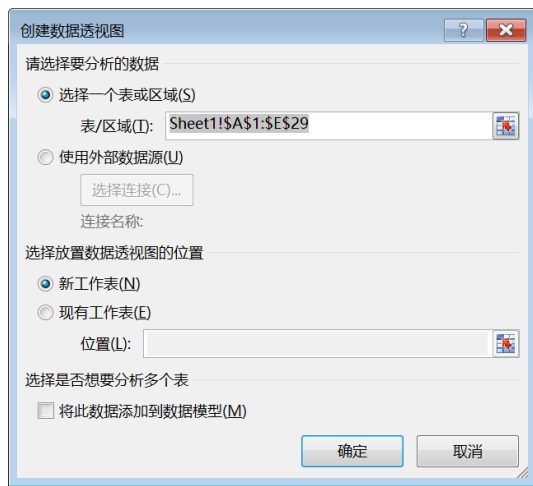 创建数据透视图
?
请选择要分析的数据
选择一个表或区域(S)
表/区域(T): Sheet1!$A$1:$E$29
使用外部数据源(U)
选择连接(C)...
连接名称:
选择放置数据透视图的位置
新工作表(N)
现有工作表(E)
位置(L):
选择是否想要分析多个表
将此数据添加到数据模型(M)
确定 取消